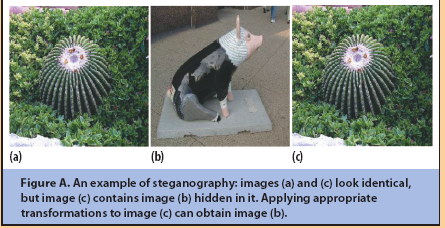 (a) (b) (c)
Figure A. An example of steganography: images (a) and (c) look identical,
but image (c) contains image (b) hidden in it. Applying appropriate
transformations to image (c) can obtain image (b).